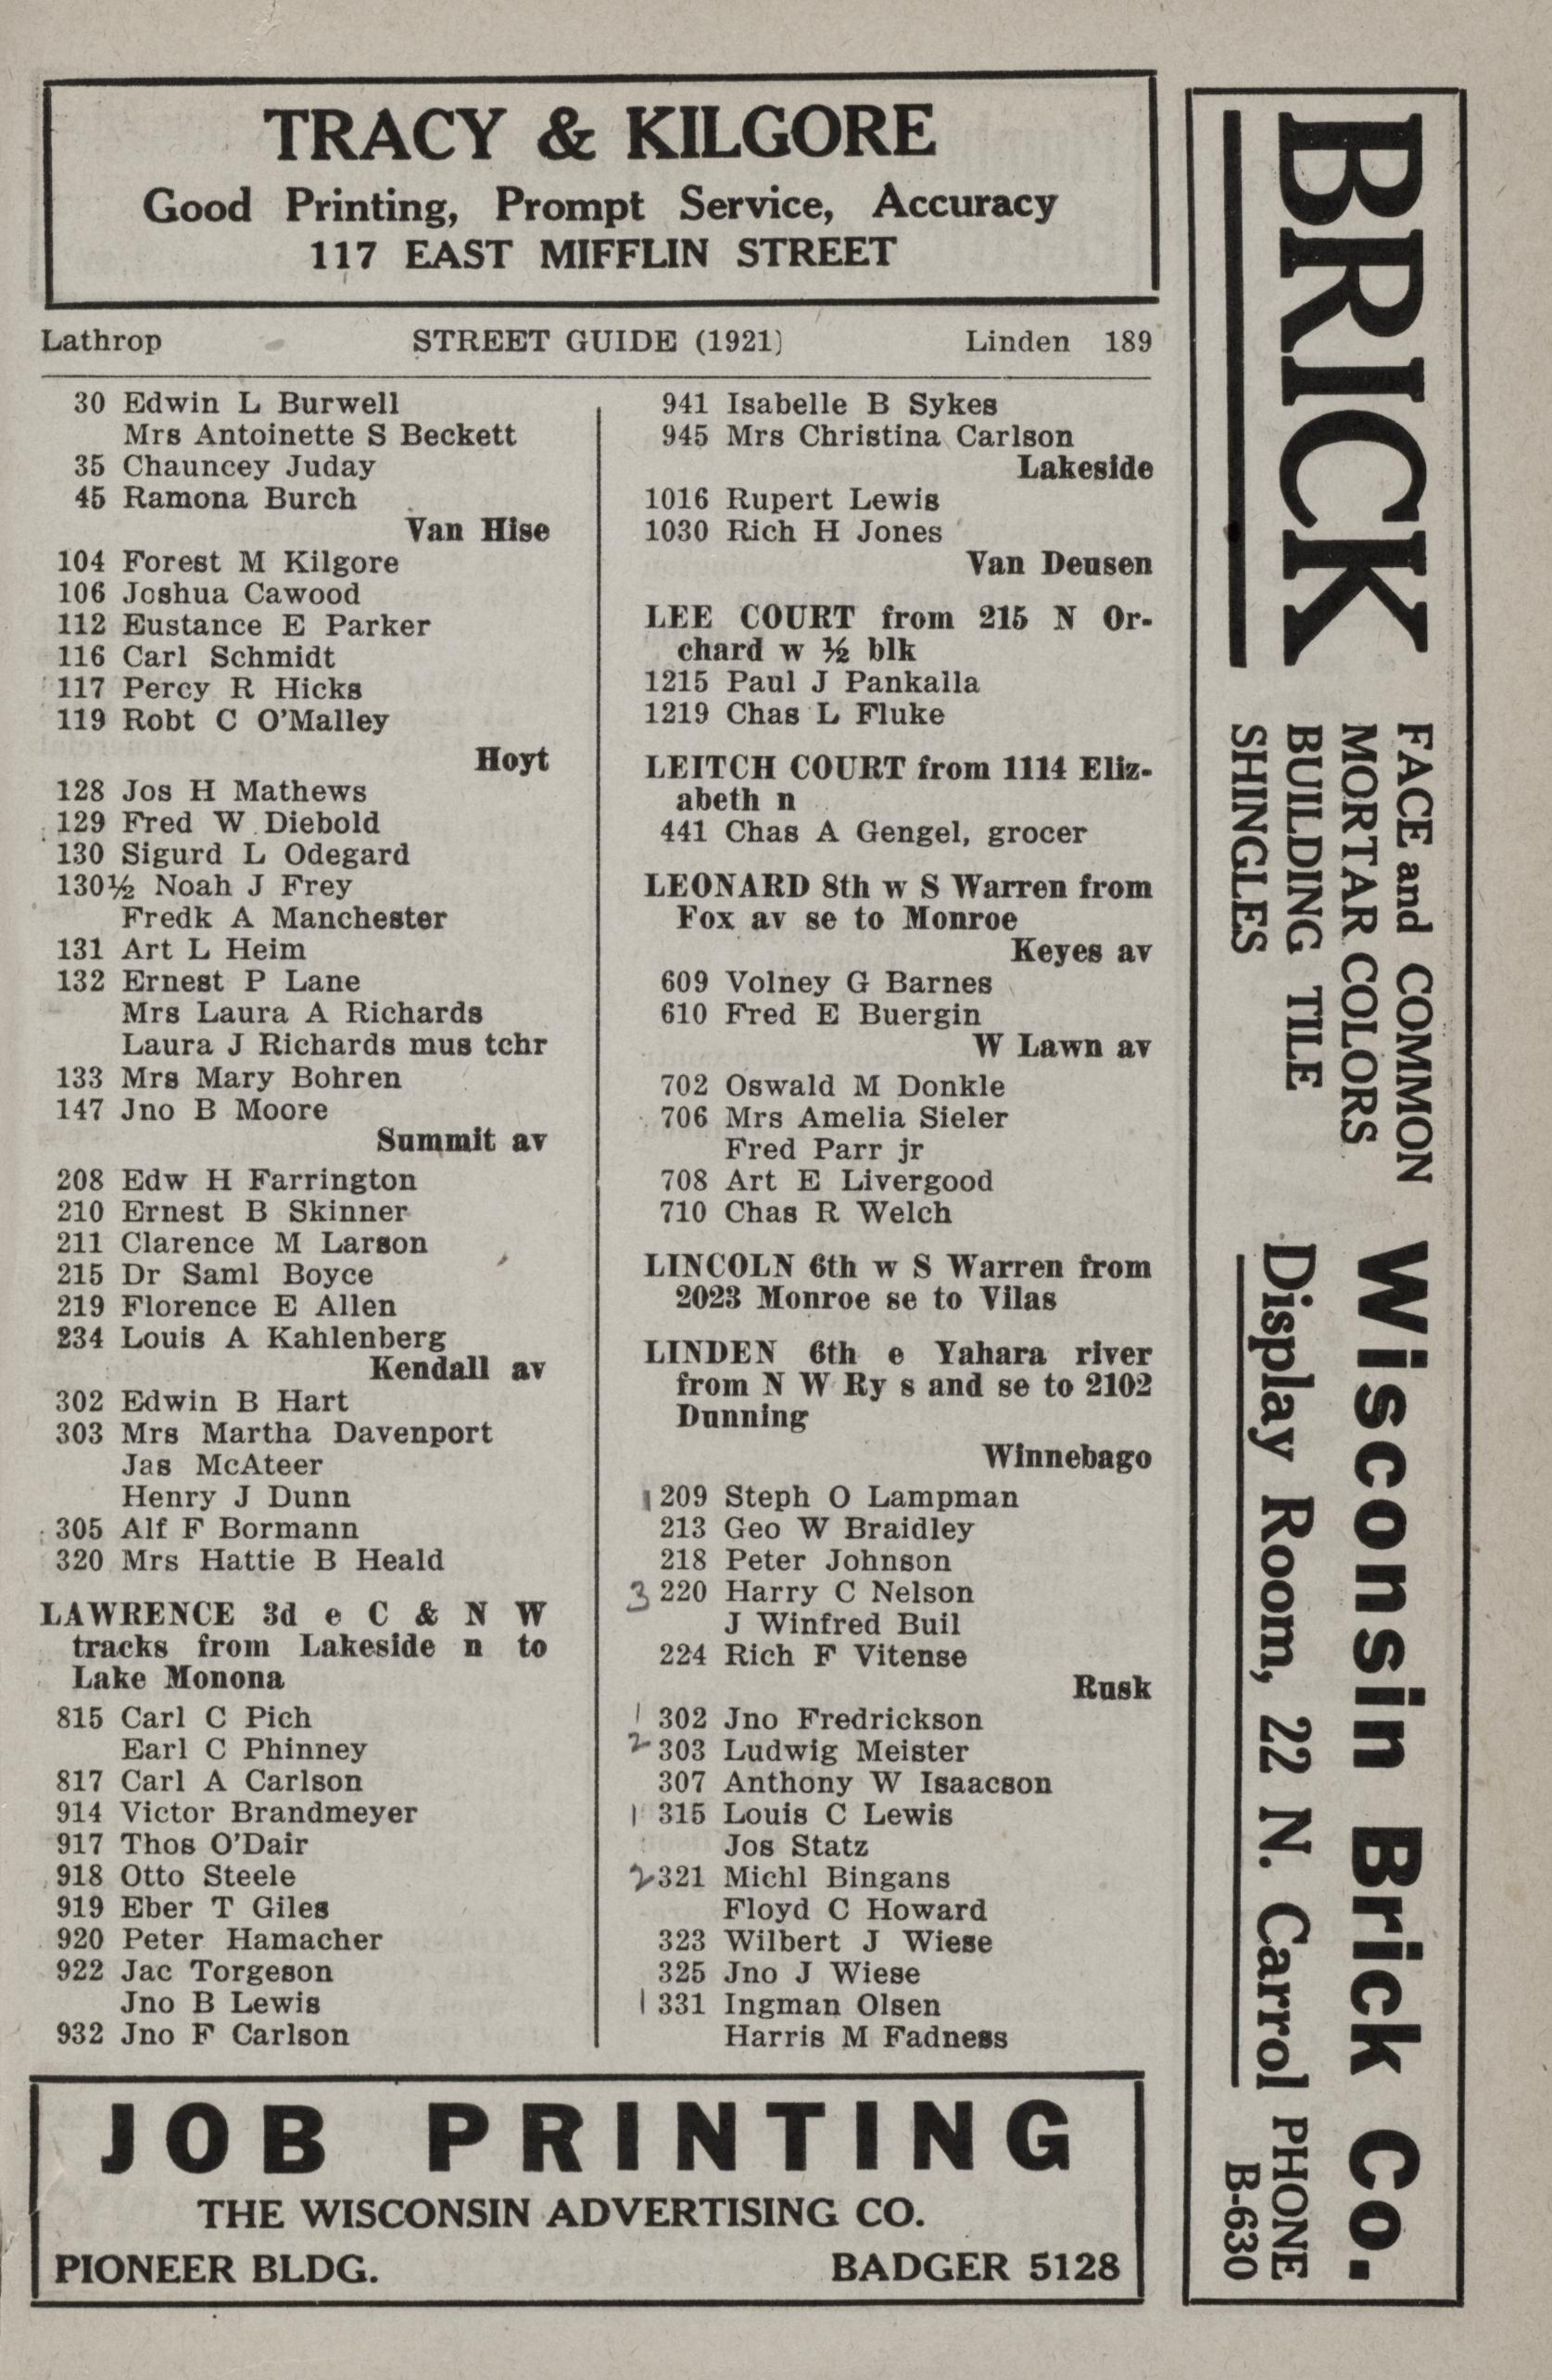 TRACY & KILGORE
Good Printing, Prompt Service, Accuracy
117 EAST MIFFLIN STREET
Lathrop STREET GUIDE (1921) Linden 189
30 Edwin L Burwell
Mrs Antoinette S Beckett
35 Chauncey Juday
45 Ramona Burch
Van Hise
104 Forest M Kilgore
106 Joshua Cawood
112 Eustance E Parker
116 Carl Schmidt
117 Percy R Hicks
119 Robt C O'Malley
Hoyt
128 Jos H Mathews
129 Fred W Diebold
130 Sigurd L Odegard
130½ Noah J Frey
Fredk A Manchester
131 Art L Heim
132 Ernest P Lane
Mrs Laura A Richards
Laura J Richards mus tchr
133 Mrs Mary Bohren
147 Jno B Moore
Summit av
208 Edw H Farrington
210 Ernest B Skinner
211 Clarence M Larson
215 Dr Saml Boyce
219 Florence E Allen
234 Louis A Kahlenberg
Kendall av
302 Edwin B Hart
303 Mrs Martha Davenport
Jas McAteer
Henry J Dunn
305 Alf F Bormann
320 Mrs Hattie B Heald
LAWRENCE 3d e C & N W
tracks from Lakeside n to
Lake Monona
815 Carl C Pich
Earl C Phinney
817 Carl A Carlson
914 Victor Brandmeyer
917 Thos O'Dair
918 Otto Steele
919 Eber T Giles
920 Peter Hamacher
922 Jac Torgeson
Jno B Lewis
932 Jno F Carlson
941 Isabelle B Sykes
945 Mrs Christina Carlson
Lakeside
1016 Rupert Lewis
1030 Rich H Jones
Van Deusen
LEE COURT from 215 N Or-
chard w ½ blk
1215 Paul J Pankalla
1219 Chas L Fluke
LEITCH COURT from 1114 Eliz-
abeth n
441 Chas A Gengel, grocer
LEONARD 8th w S Warren from
Fox av se to Monroe
Keyes av
609 Volney G Barnes
610 Fred E Buergin
W Lawn av
702 Oswald M Donkle
706 Mrs Amelia Sieler
Fred Parr jr
708 Art E Livergood
710 Chas R Welch
LINCOLN 6th w S Warren from
2023 Monroe se to Vilas
LINDEN 6th e Yahara river
from N W Ry s and se to 2102
Dunning
Winnebago
1 209 Steph O Lampman
213 Geo W Braidley
218 Peter Johnson
3 220 Harry C Nelson
J Winfred Buil
224 Rich F Vitense
Rusk
1 302 Jno Fredrickson
2 303 Ludwig Meister
307 Anthony W Isaacson
1 315 Louis C Lewis
Jos Statz
2 321 Michl Bingans
Floyd C Howard
323 Wilbert J Wiese
325 Jno J Wiese
1 331 Ingman Olsen
Harris M Fadness
JOB PRINTING
THE WISCONSIN ADVERTISING CO.
PIONEER BLDG. BADGER 5128
BRICK
FACE and COMMON
MORTAR COLORS
BUILDING TILE
SHINGLES
Wisconsin Brick Co.
Display Room, 22 N. Carrol
PHONE
B-630